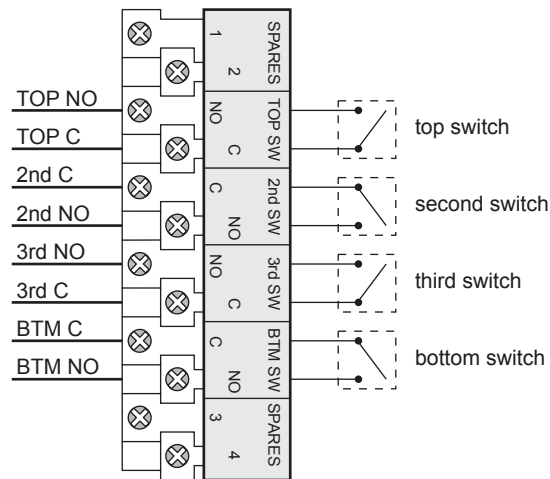 TOP NO
TOP C
2nd C
2nd NO
3rd NO
3rd C
BTM C
BTM NO
1
2
SPARES
NO
C
TOP SW
C
NO
2nd SW
NO
C
3rd SW
C
NO
BTM SW
3
4
SPARES
top switch
second switch
third switch
bottom switch